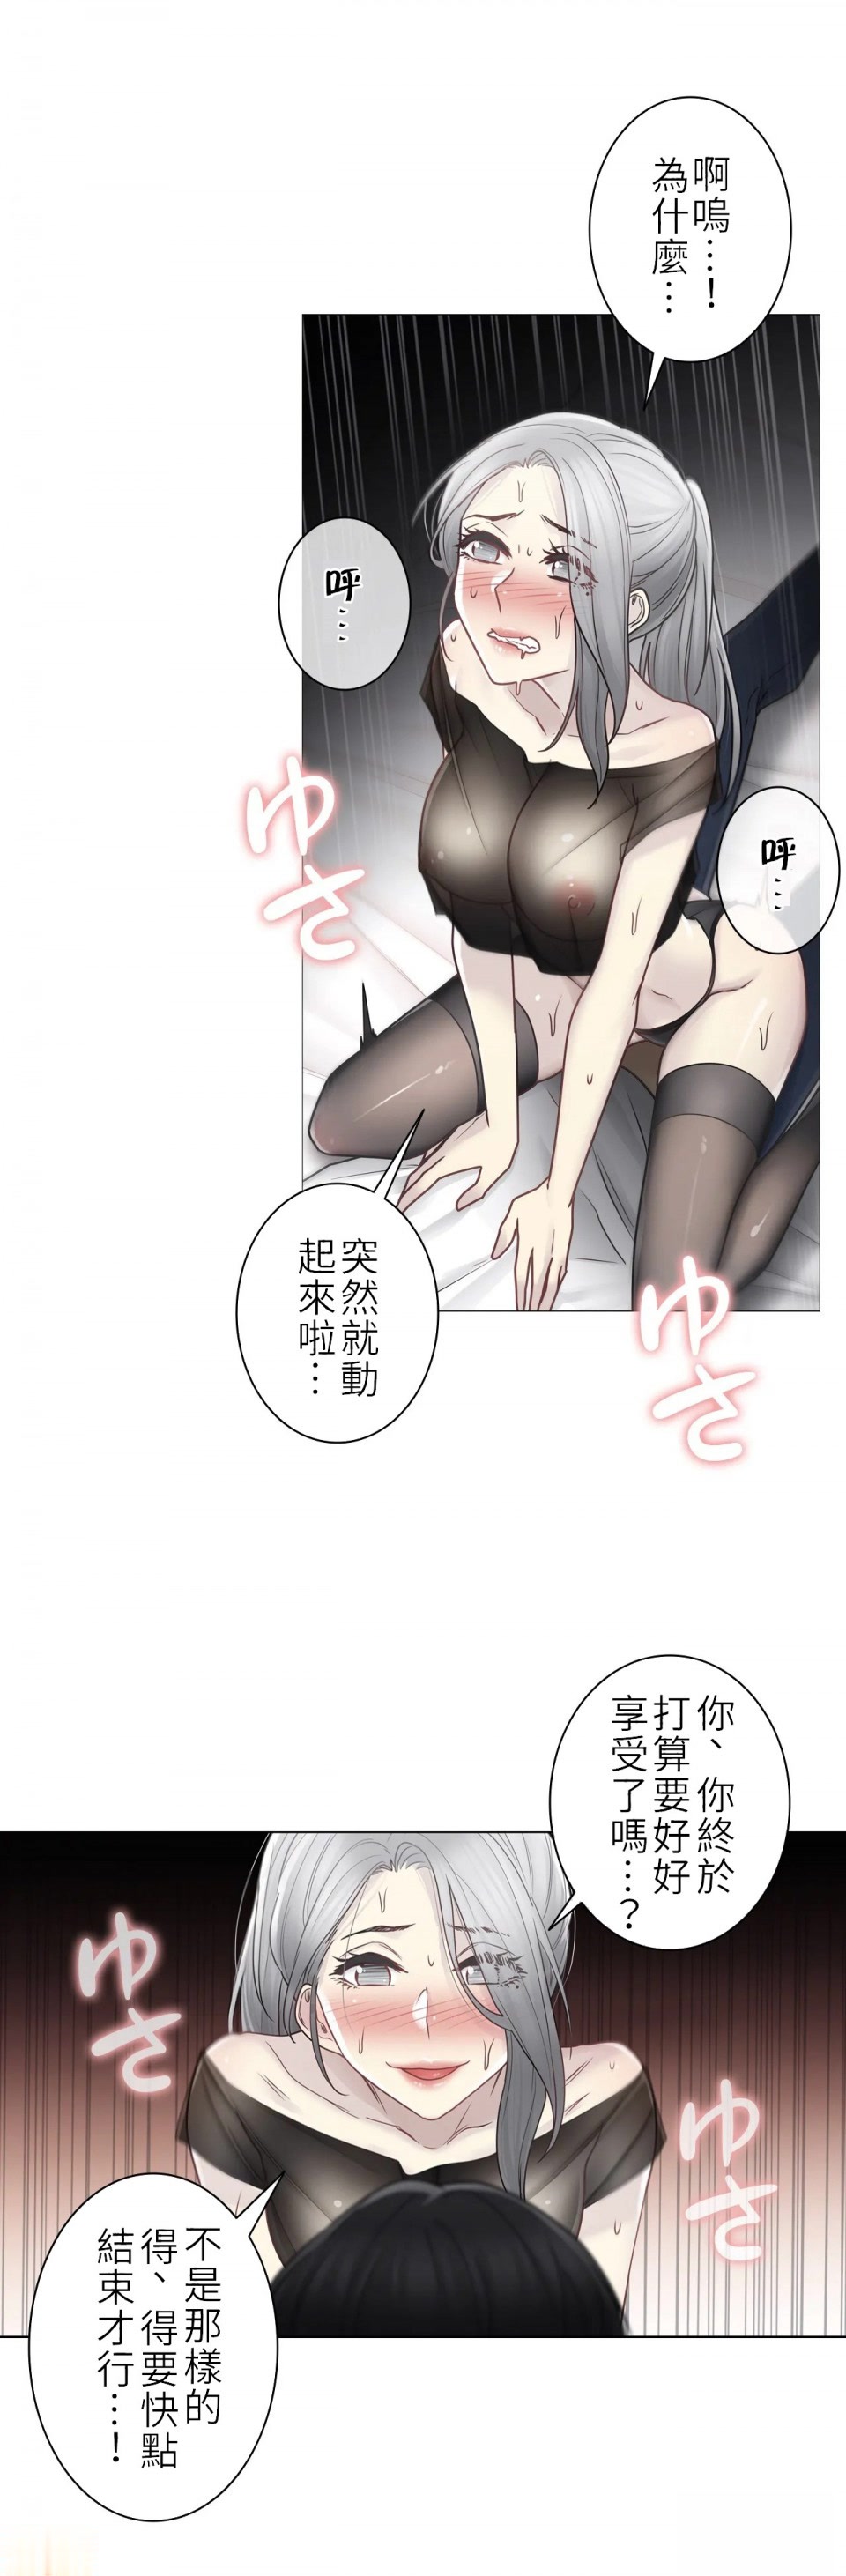 啊嗚…！
為什麼…
呼…
ゆさ
呼…
突然就動
起來啦…
ゆさ
你、你終於
打算要好好
享受了嗎…？
ゆさ
ゆさ
不是那樣的
得、得要快點
結束才行…！